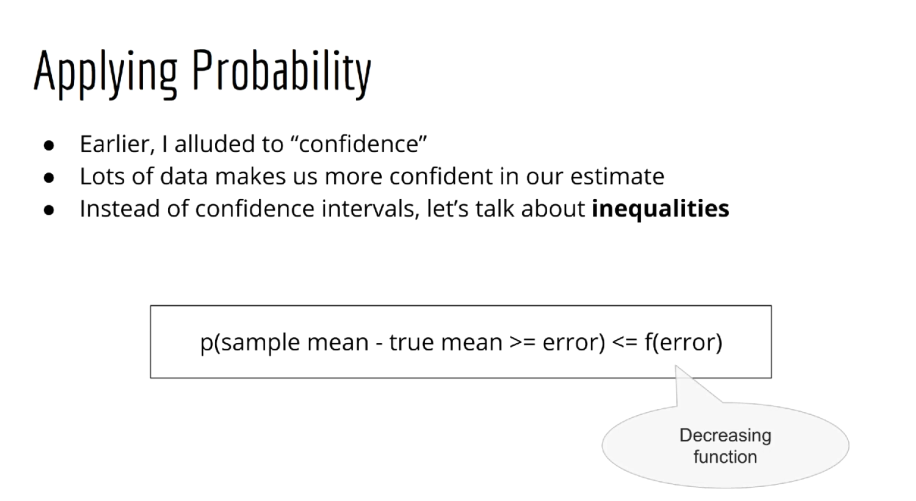 Applying Probability
● Earlier, I alluded to “confidence”
● Lots of data makes us more confident in our estimate
● Instead of confidence intervals, let’s talk about inequalities
p(sample mean - true mean >= error) <= f(error)
Decreasing
function